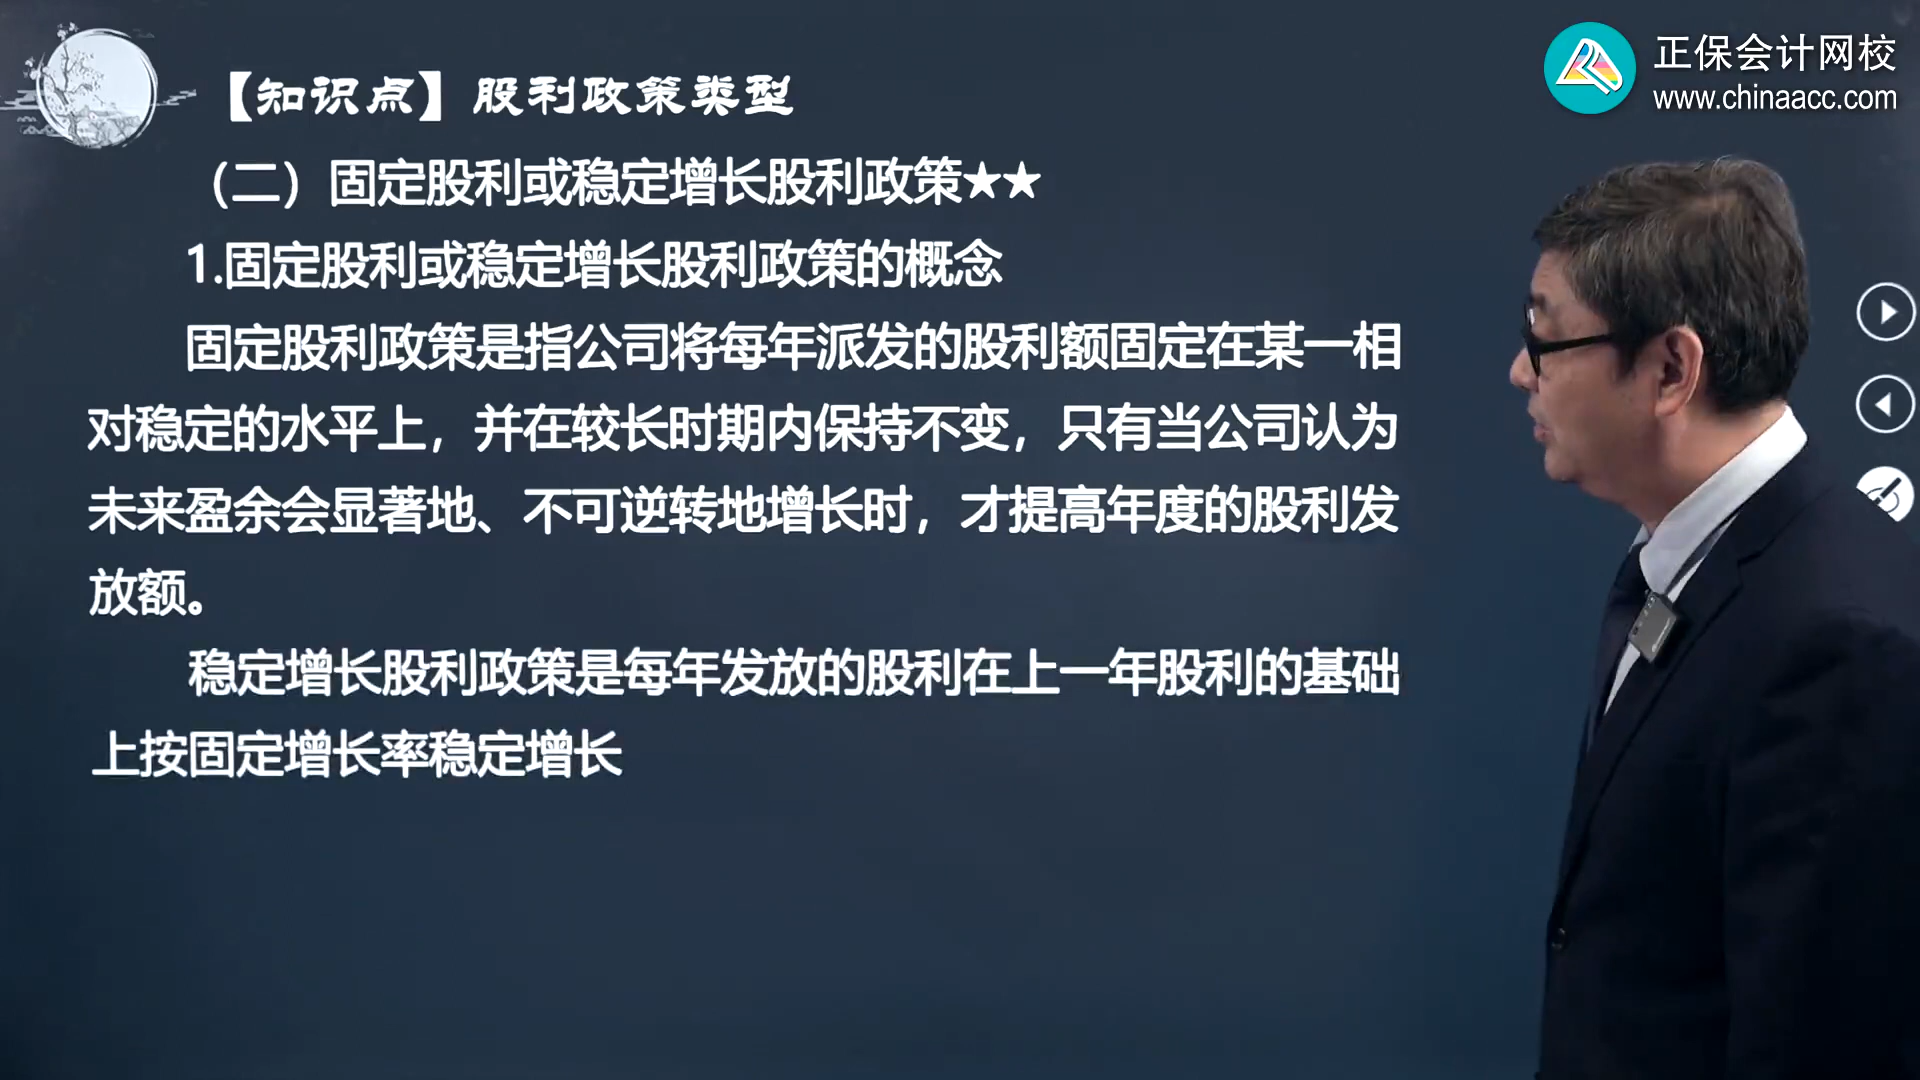 正保会计网校
www.chinaacc.com
【知识点】股利政策类型
（二）固定股利或稳定增长股利政策★★
1.固定股利或稳定增长股利政策的概念
固定股利政策是指公司将每年派发的股利额固定在某一相
对稳定的水平上，并在较长时期内保持不变，只有当公司认为
未来盈余会显著地、不可逆转地增长时，才提高年度的股利发
放额。
稳定增长股利政策是每年发放的股利在上一年股利的基础
上按固定增长率稳定增长